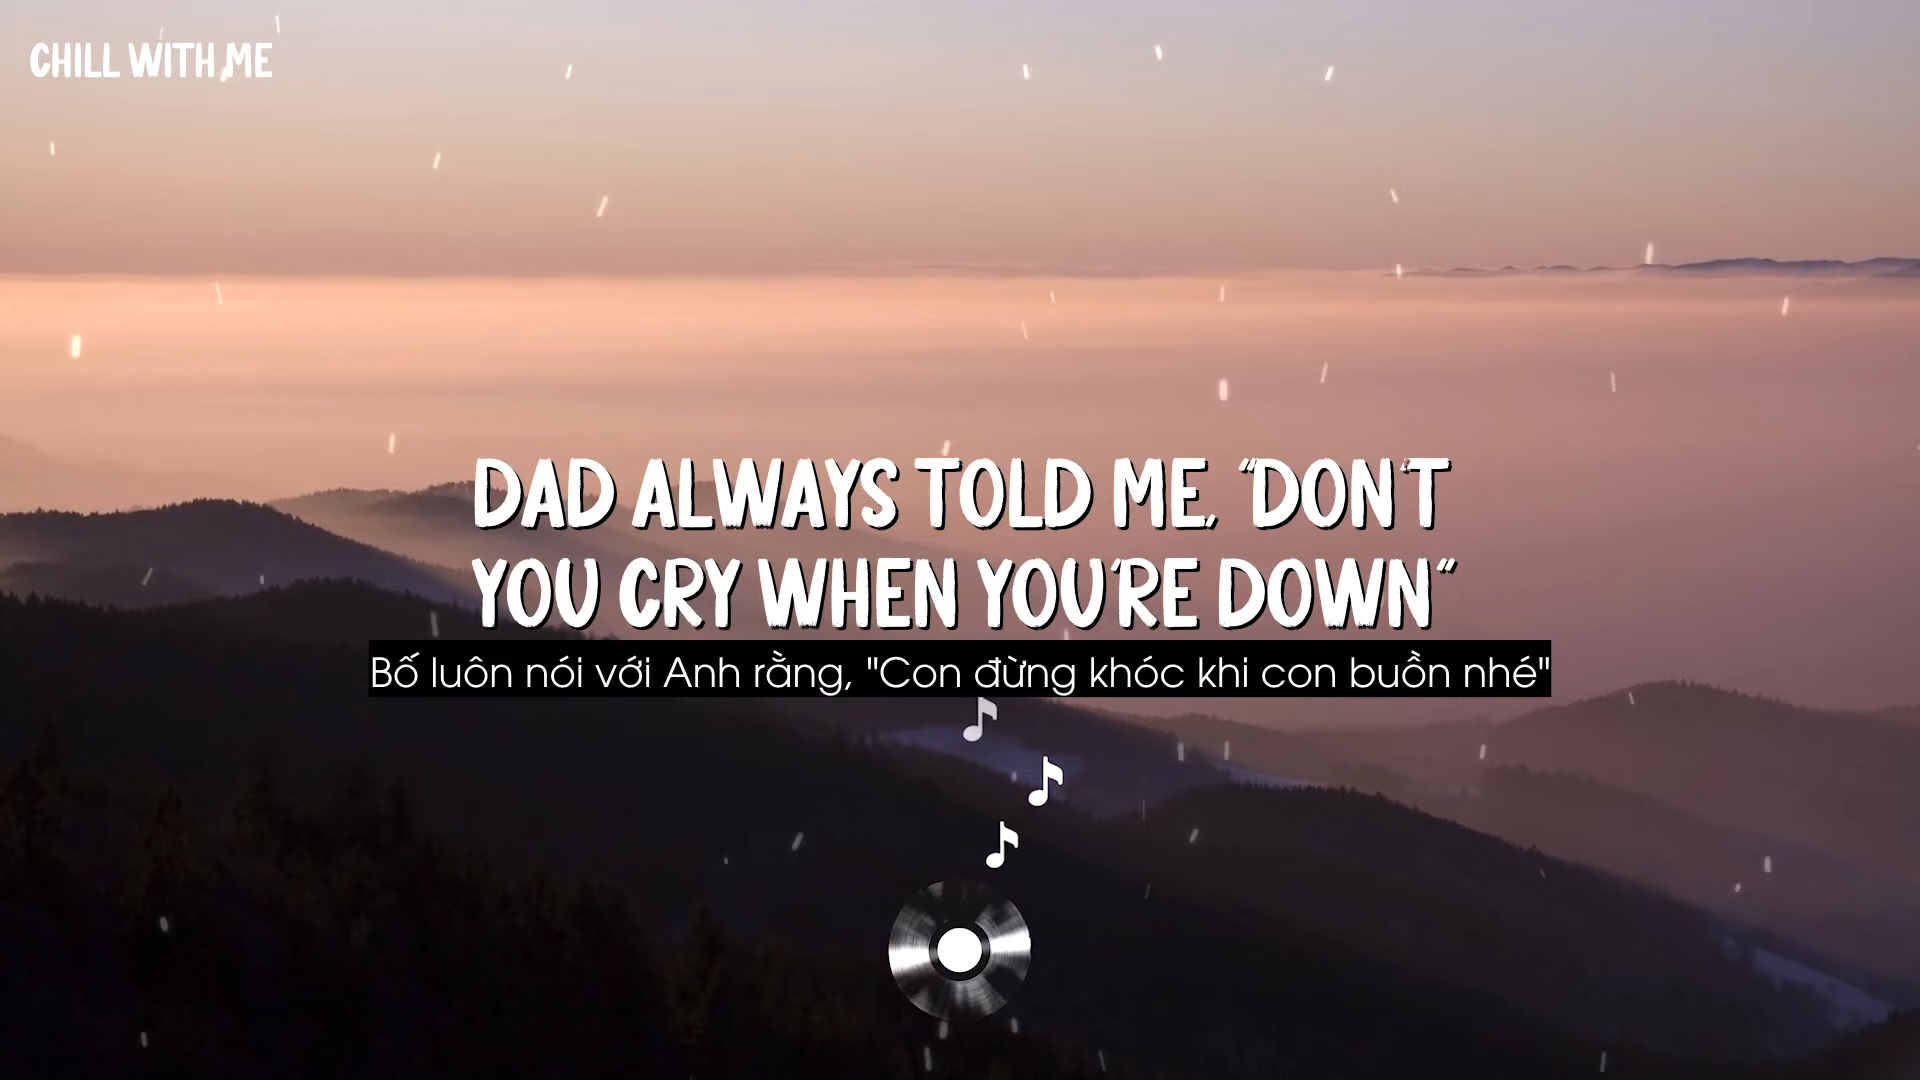 CHILL WITH ME
DAD ALWAYS TOLD ME, "DON'T
YOU CRY WHEN YOU'RE DOWN"
Bố luôn nói với Anh rằng, "Con đừng khóc khi con buồn nhé"